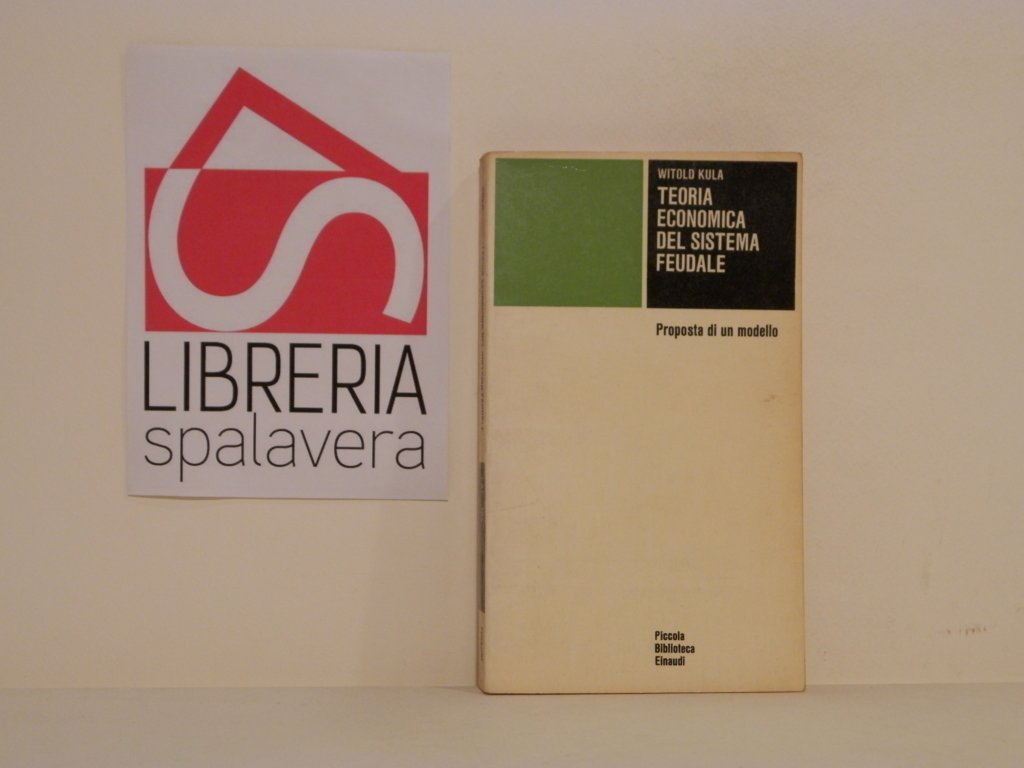 LIBRERIA
spalavera
WITOLD KULA
TEORIA
ECONOMICA
DEL SISTEMA
FEUDALE
Proposta di un modello
Piccola
Biblioteca
Einaudi